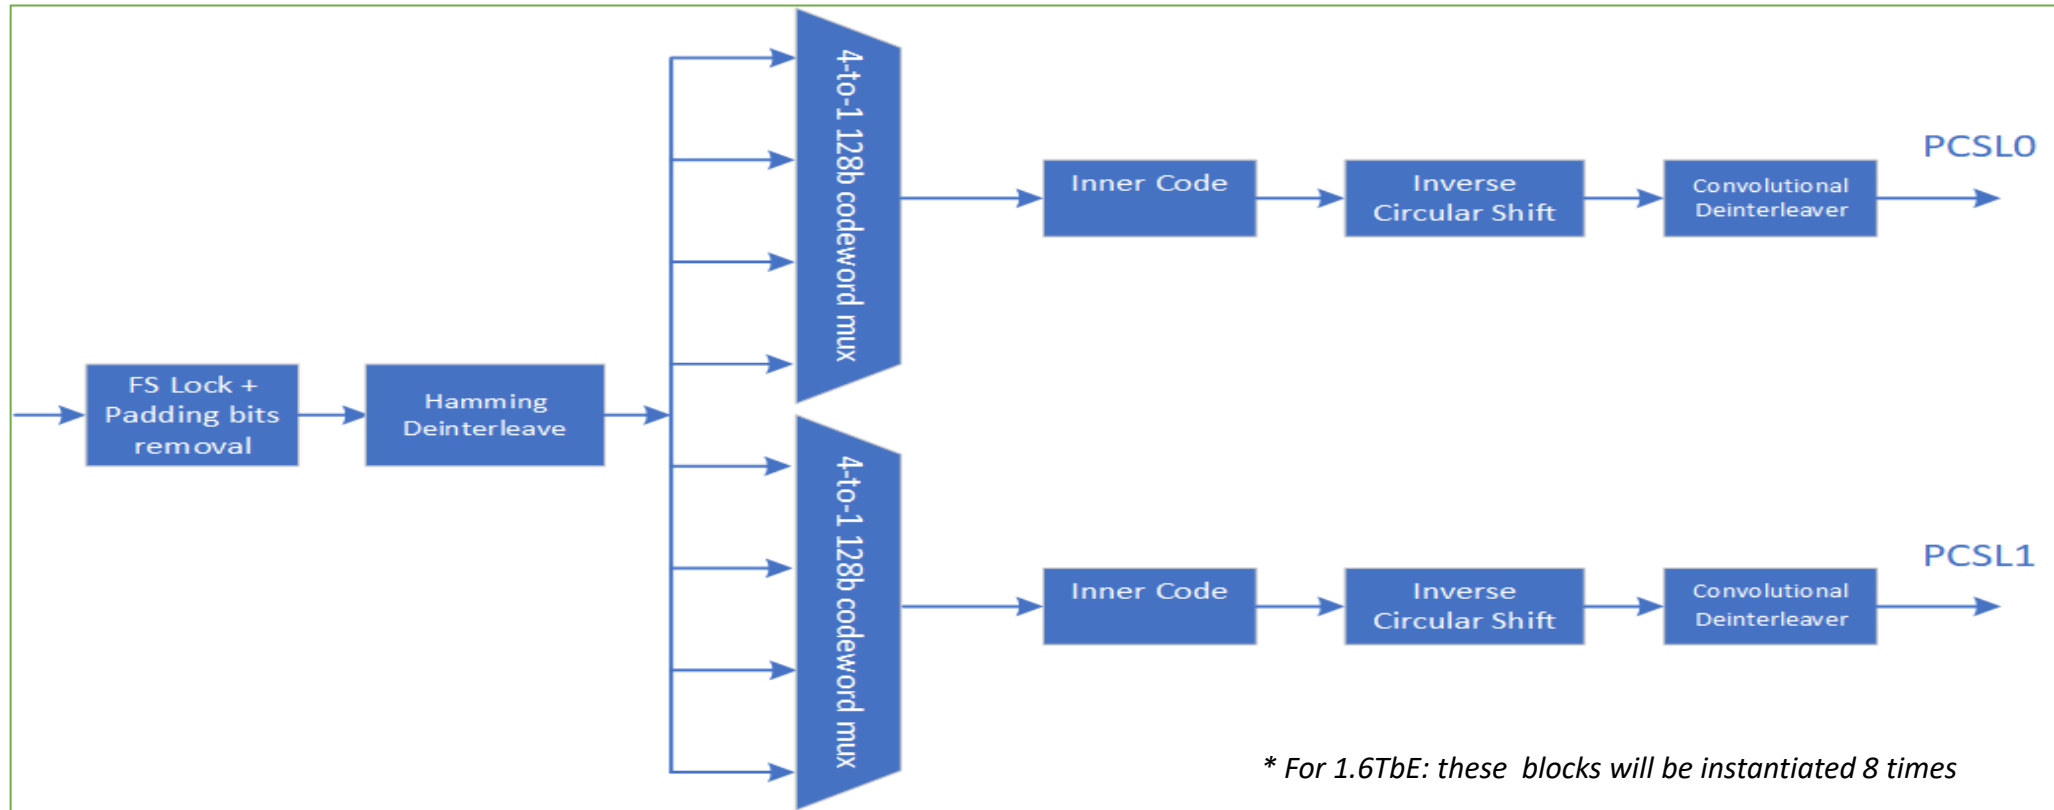 FS Lock +
Padding bits
removal
Hamming
Deinterleave
4-to-1 128b codeword mux
Inner Code
Inverse
Circular Shift
Convolutional
Deinterleaver
PCSL0
4-to-1 128b codeword mux
Inner Code
Inverse
Circular Shift
Convolutional
Deinterleaver
PCSL1
* For 1.6TbE: these blocks will be instantiated 8 times